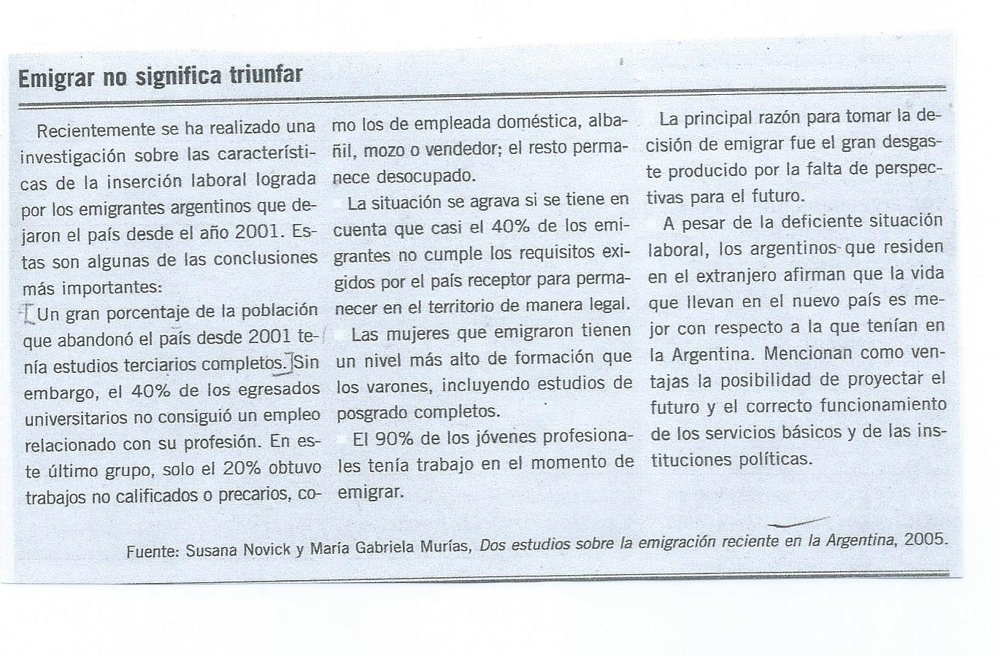 Emigrar no significa triunfar
Recientemente se ha realizado una
investigación sobre las característi-
cas de la inserción laboral lograda
por los emigrantes argentinos que de-
jaron el país desde el año 2001. Es-
tas son algunas de las conclusiones
más importantes:
Un gran porcentaje de la población
que abandonó el país desde 2001 te-
nía estudios terciarios completos. Sin
embargo, el 40% de los egresados
universitarios no consiguió un empleo
relacionado con su profesión. En es-
te último grupo, solo el 20% obtuvo
trabajos no calificados o precarios, co-
mo los de empleada doméstica, alba-
ñil, mozo o vendedor; el resto perma-
nece desocupado.
La situación se agrava si se tiene en
cuenta que casi el 40% de los emi-
grantes no cumple los requisitos exi-
gidos por el país receptor para perma-
necer en el territorio de manera legal.
Las mujeres que emigraron tienen
un nivel más alto de formación que
los varones, incluyendo estudios de
posgrado completos.
El 90% de los jóvenes profesiona-
les tenía trabajo en el momento de
emigrar.
La principal razón para tomar la de-
cisión de emigrar fue el gran desgas-
te producido por la falta de perspec-
tivas para el futuro.
A pesar de la deficiente situación
laboral, los argentinos que residen
en el extranjero afirman que la vida
que llevan en el nuevo país es me-
jor con respecto a la que tenían en
la Argentina. Mencionan como ven-
tajas la posibilidad de proyectar el
futuro y el correcto funcionamiento
de los servicios básicos y de las ins-
tituciones políticas.
Fuente: Susana Novick y María Gabriela Murías, Dos estudios sobre la emigración reciente en la Argentina, 2005.